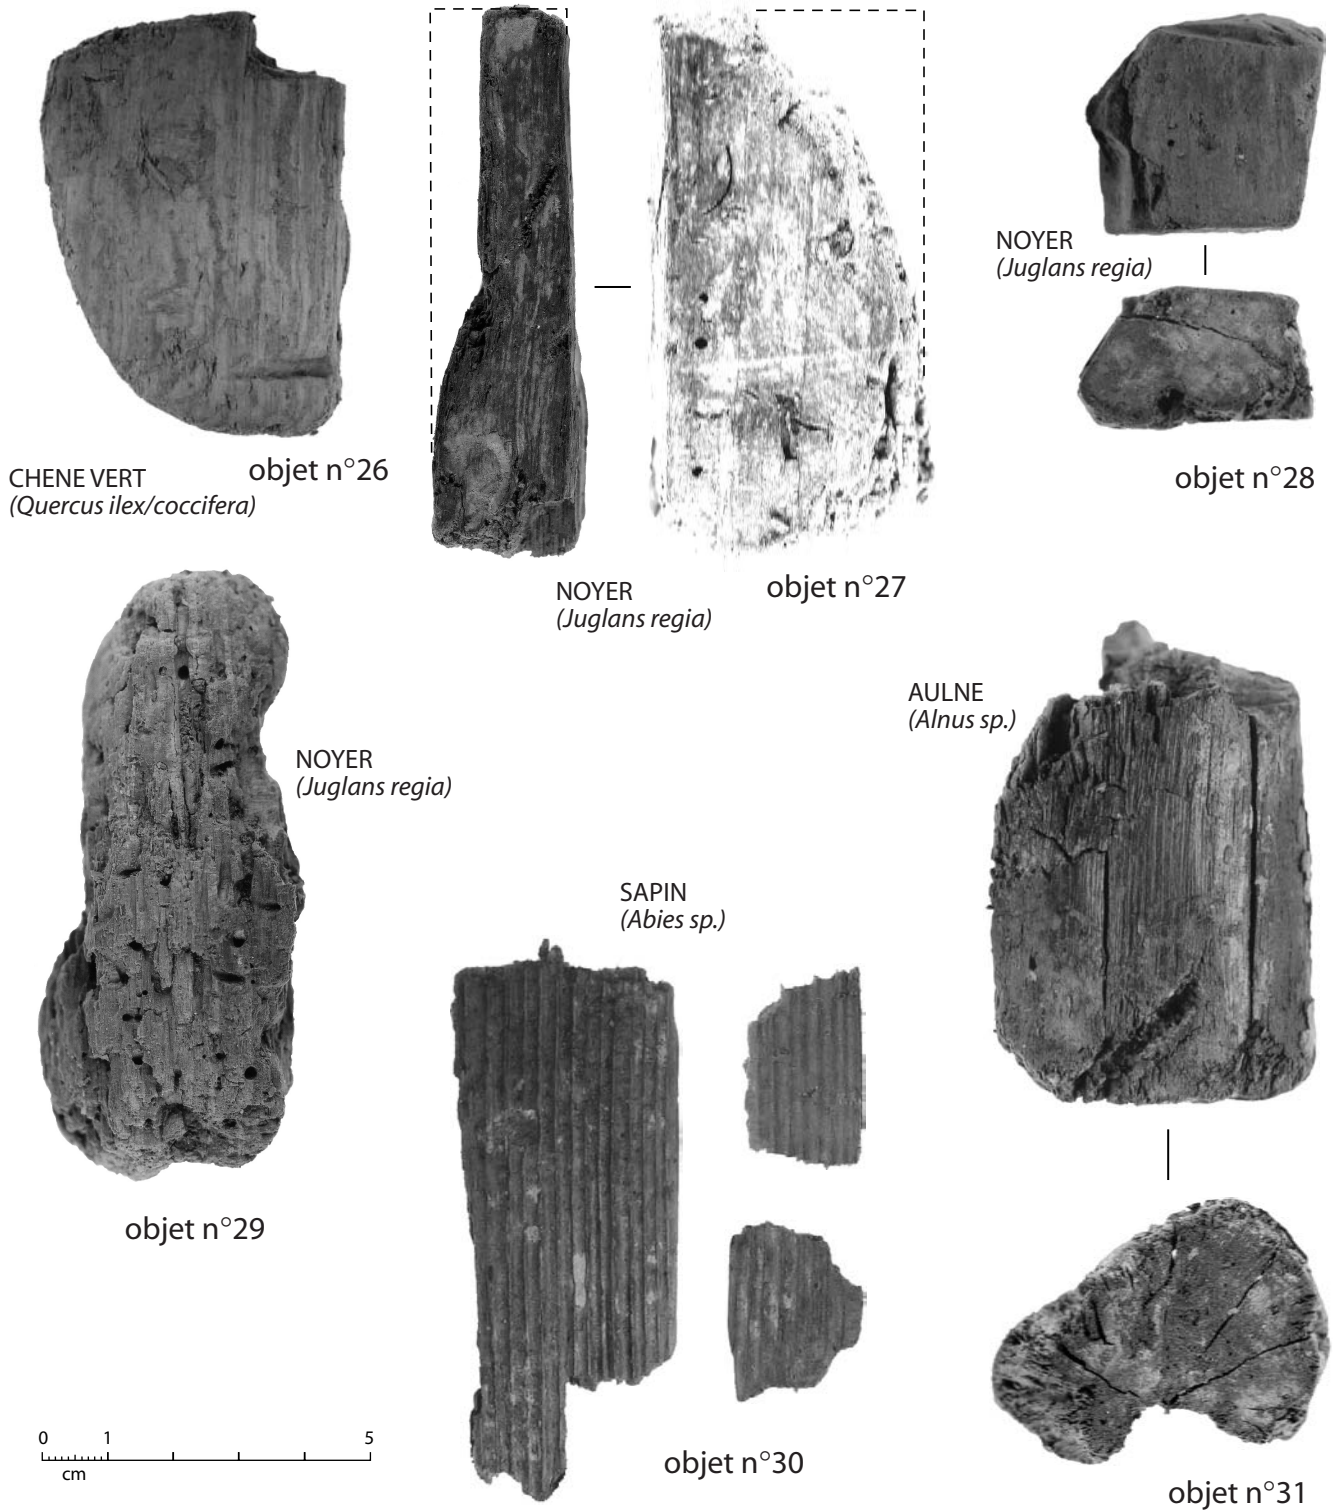 CHENE VERT
(Quercus ilex/coccifera)
objet n°26
NOYER
(Juglans regia)
objet n°27
NOYER
(Juglans regia)
objet n°28
NOYER
(Juglans regia)
objet n°29
SAPIN
(Abies sp.)
objet n°30
AULNE
(Alnus sp.)
objet n°31
0 1 5
cm